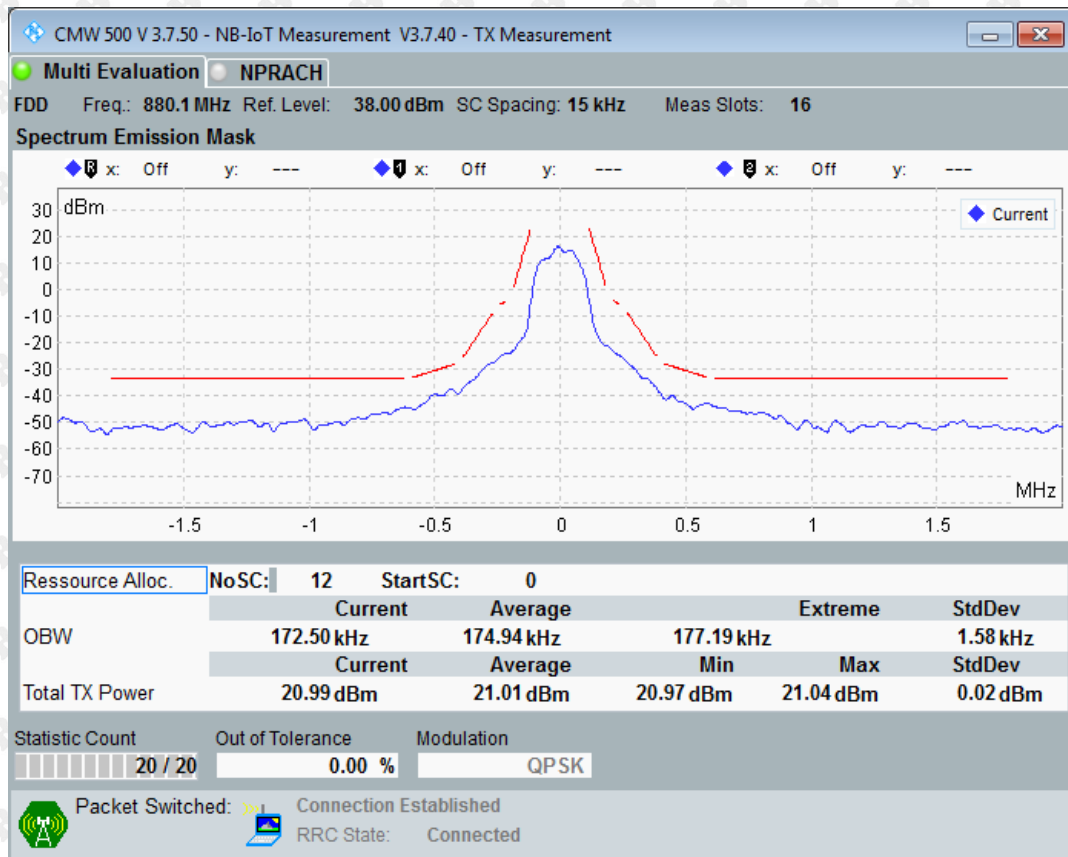 CMW 500 V 3.7.50 - NB-IoT Measurement V3.7.40 - TX Measurement
Multi Evaluation NPRACH
FDD Freq.: 880.1 MHz Ref. Level: 38.00 dBm SC Spacing: 15 kHz Meas Slots: 16
Spectrum Emission Mask
R x: Off y: --- 1 x: Off y: --- 2 x: Off y: ---
dBm
Current
30
20
10
0
-10
-20
-30
-40
-50
-60
-70
MHz
-1.5 -1 -0.5 0 0.5 1 1.5
Ressource Alloc. NoSC: 12 StartSC: 0
Current Average Extreme StdDev
OBW 172.50 kHz 174.94 kHz 177.19 kHz 1.58 kHz
Current Average Min Max StdDev
Total TX Power 20.99 dBm 21.01 dBm 20.97 dBm 21.04 dBm 0.02 dBm
Statistic Count Out of Tolerance Modulation
20 / 20 0.00 % QPSK
Packet Switched: Connection Established
RRC State: Connected